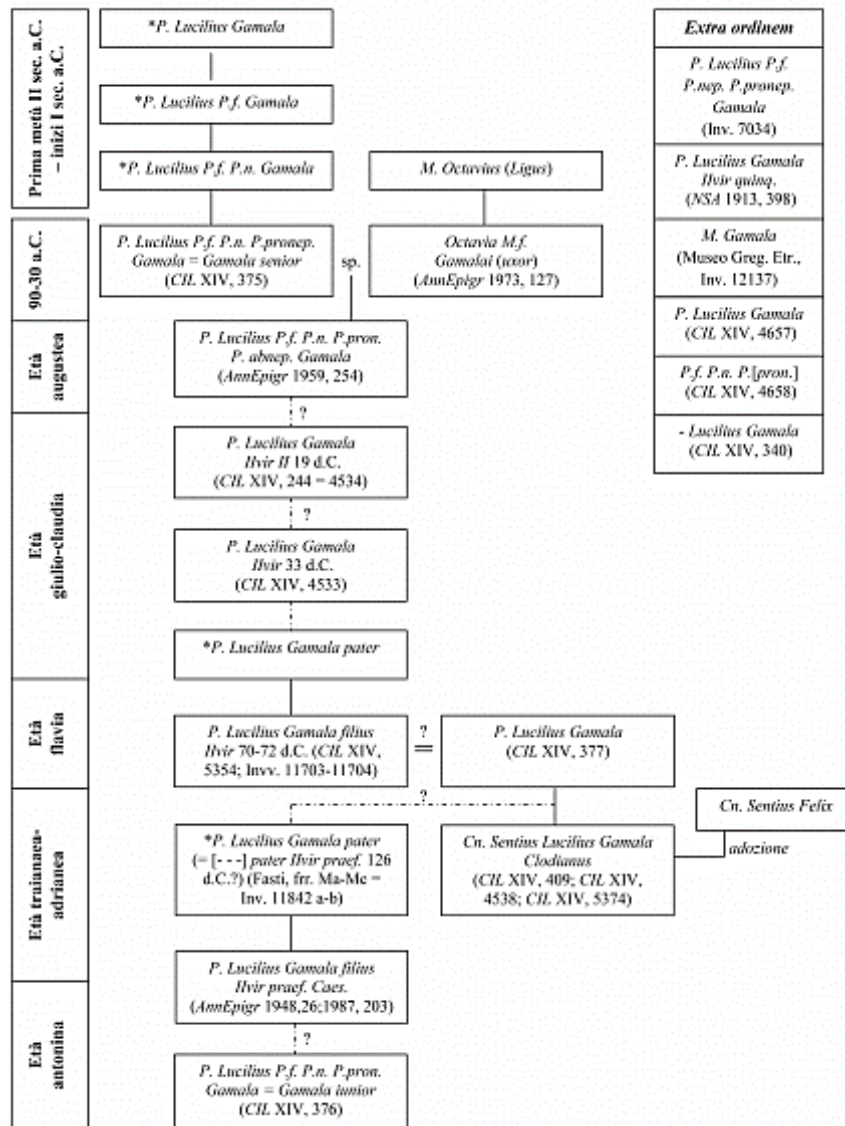 Prima metà II sec. a.C.
– inizi I sec. a.C.
*P. Lucilius Gamala
*P. Lucilius P.f. Gamala
*P. Lucilius P.f. P.n. Gamala
M. Octavius (Ligus)
90-30 a.C.
P. Lucilius P.f. P.n. P.pronep.
Gamala = Gamala senior
(CIL XIV, 375)
sp.
Octavia M.f.
Gamalai (uxor)
(AnnEpigr 1973, 127)
Età
augustea
P. Lucilius P.f. P.n. P.pron.
P. abnep. Gamala
(AnnEpigr 1959, 254)
?
Età
giulio-claudia
P. Lucilius Gamala
IIvir II 19 d.C.
(CIL XIV, 244 = 4534)
?
P. Lucilius Gamala
IIvir 33 d.C.
(CIL XIV, 4533)
*P. Lucilius Gamala pater
Età
flavia
P. Lucilius Gamala filius
IIvir 70-72 d.C. (CIL XIV,
5354; Invv. 11703-11704)
?
=
P. Lucilius Gamala
(CIL XIV, 377)
?
Cn. Sentius Felix
adozione
Età traianaea-
adrianea
*P. Lucilius Gamala pater
(= [- - -] pater IIvir praef. 126
d.C.?) (Fasti, frr. Ma-Mc =
Inv. 11842 a-b)
Cn. Sentius Lucilius Gamala
Clodianus
(CIL XIV, 409; CIL XIV,
4538; CIL XIV, 5374)
P. Lucilius Gamala filius
IIvir praef. Caes.
(AnnEpigr 1948,26;1987, 203)
?
Età
antonina
P. Lucilius P.f. P.n. P.pron.
Gamala = Gamala iunior
(CIL XIV, 376)
Extra ordinem
P. Lucilius P.f.
P.nep. P.pronep.
Gamala
(Inv. 7034)
P. Lucilius Gamala
IIvir quinq.
(NSA 1913, 398)
M. Gamala
(Museo Greg. Etr.,
Inv. 12137)
P. Lucilius Gamala
(CIL XIV, 4657)
P.f. P.n. P.[pron.]
(CIL XIV, 4658)
- Lucilius Gamala
(CIL XIV, 340)